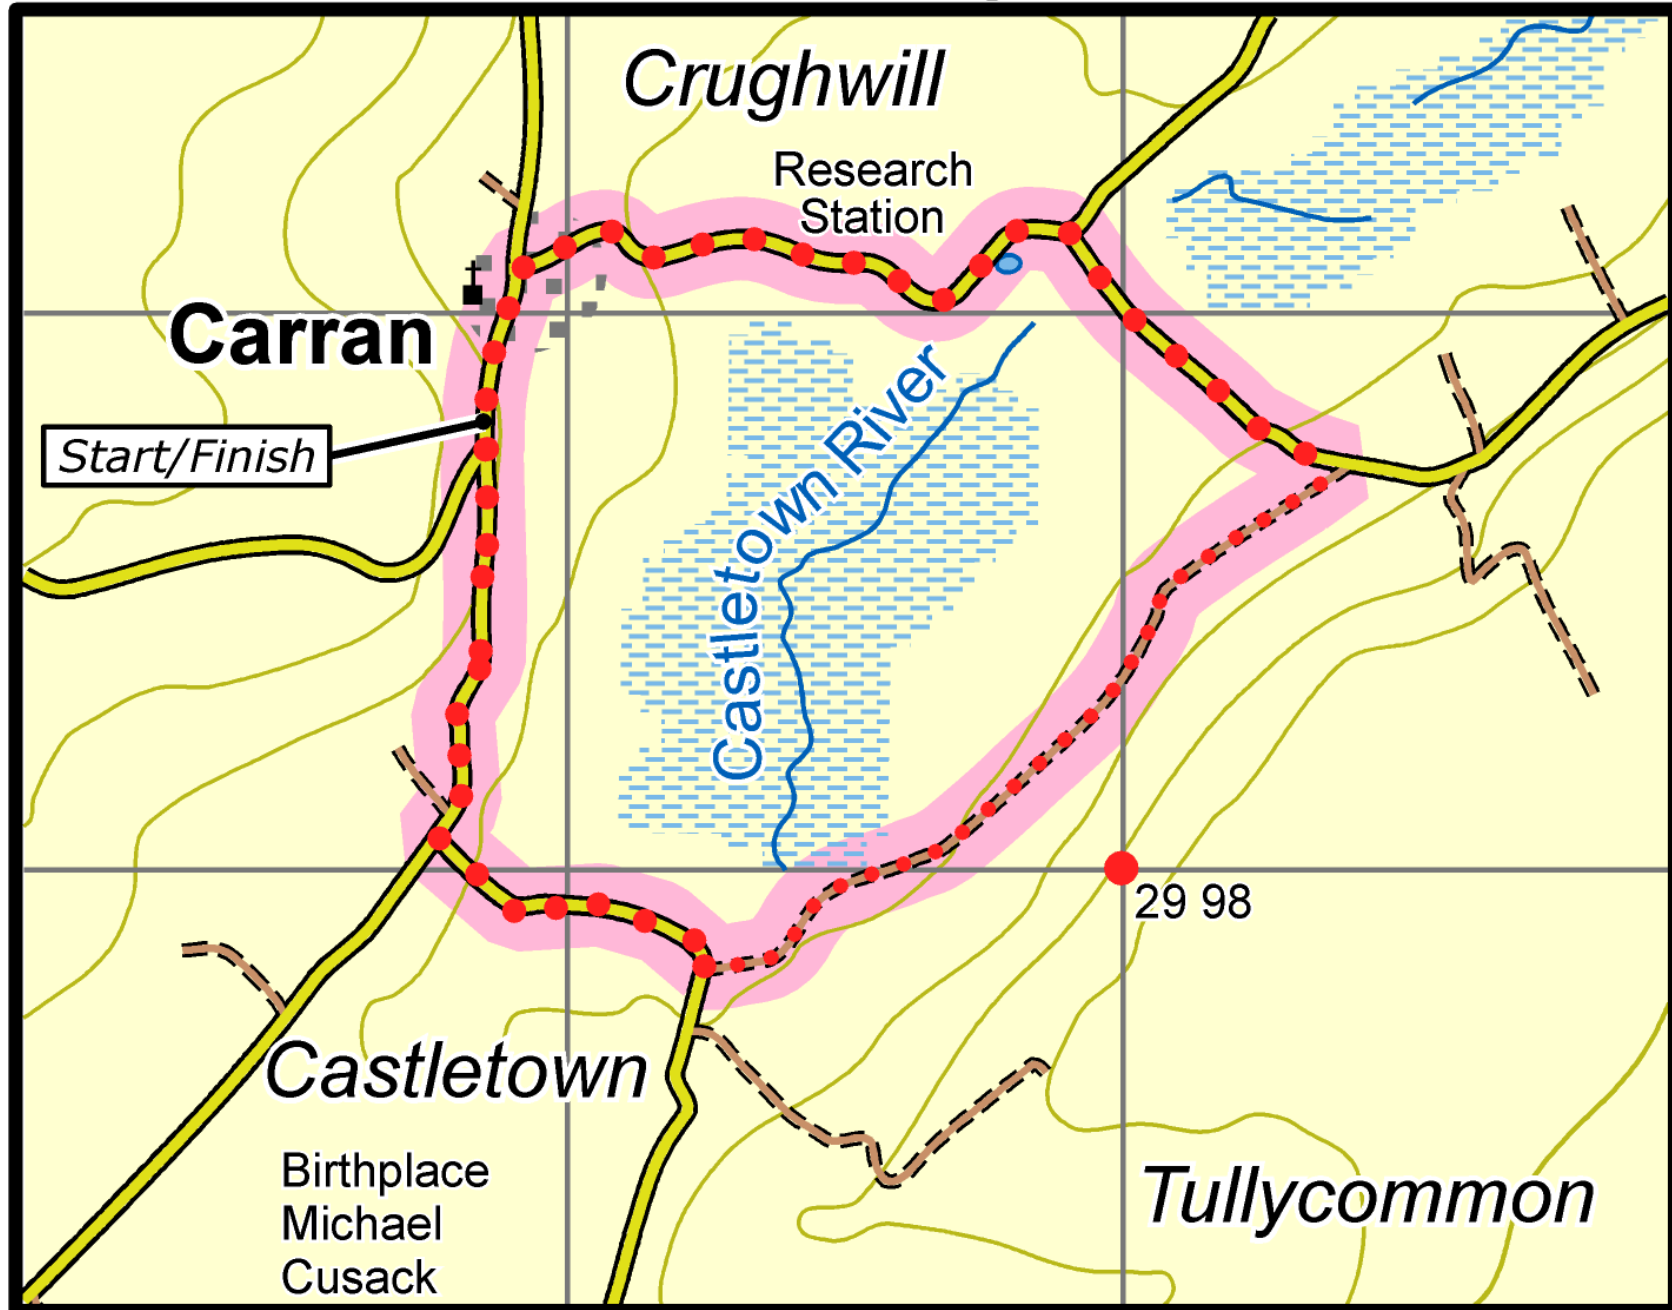 Crughwill
Research
Station
Carran
Start/Finish
Castletown River
29 98
Castletown
Birthplace
Michael
Cusack
Tullycommon